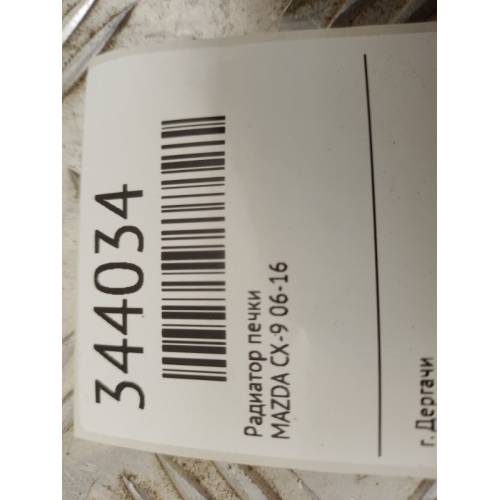 344034
Радиатор печки
MAZDA CX-9 06-16
г. Дергачи